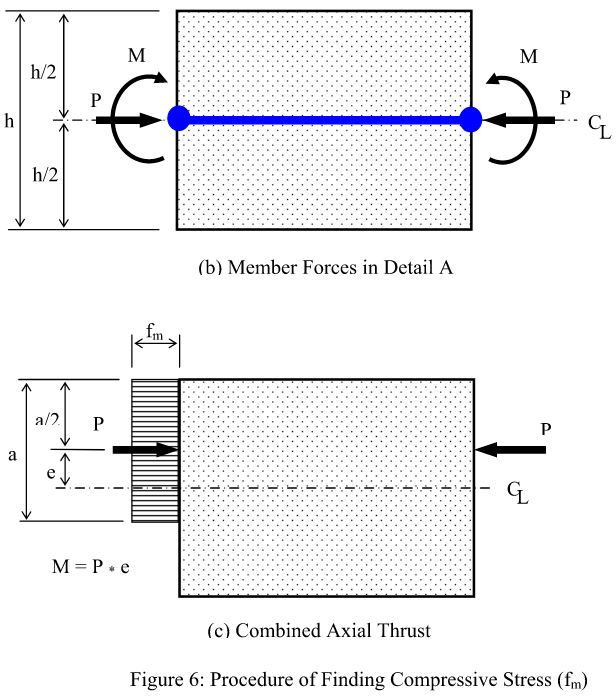 M
M
h/2
P
P
h
C_L
h/2
(b) Member Forces in Detail A
f_m
a/2
P
P
a
e
C_L
M = P * e
(c) Combined Axial Thrust
Figure 6: Procedure of Finding Compressive Stress (f_m)